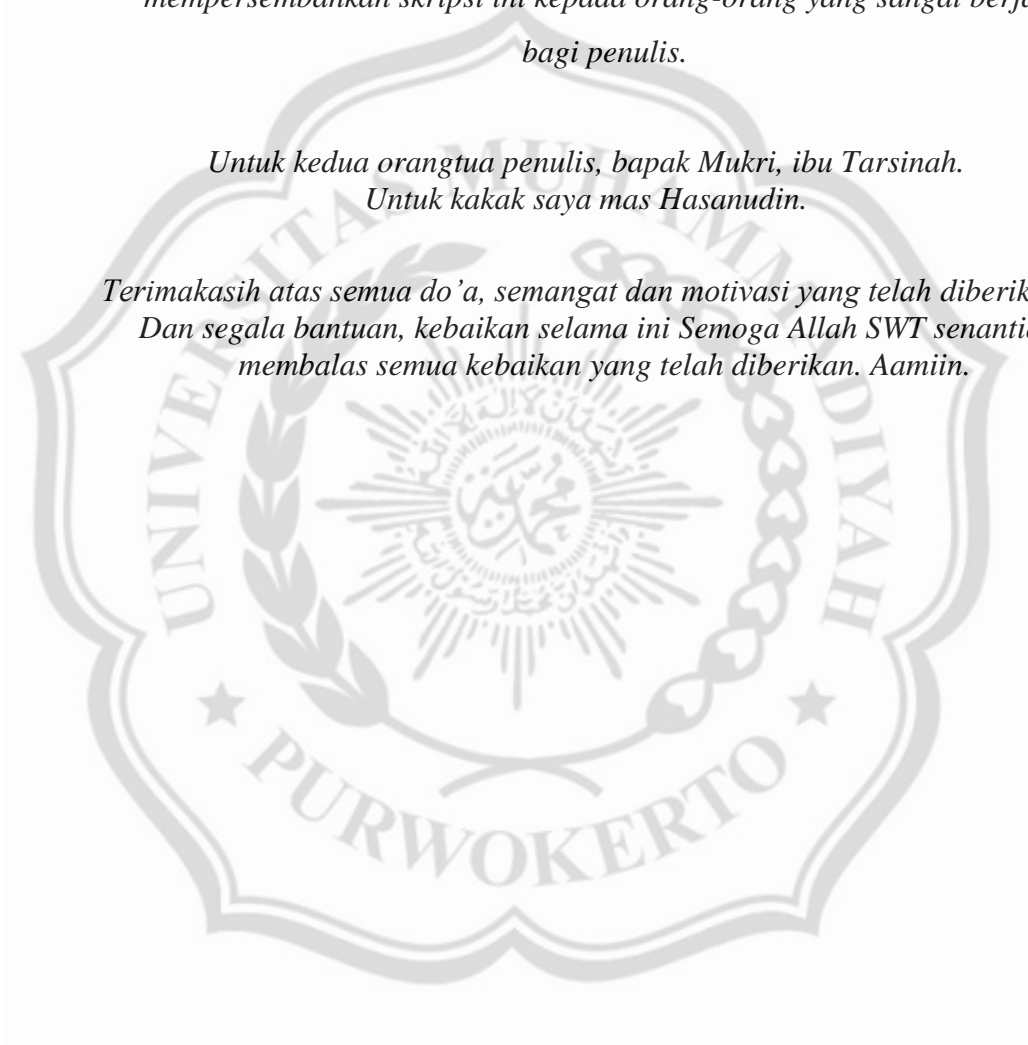 mempersembahkan skripsi ini kepada orang-orang yang sangat
bagi penulis.
Untuk kedua orangtua penulis, bapak Mukri, ibu Tarsinah.
Untuk kakak saya mas Hasanudin.
Terimakasih atas semua do’a, semangat dan motivasi yang telah
Dan segala bantuan, kebaikan selama ini Semoga Allah SWT
membalas semua kebaikan yang telah diberikan. Aamiin.
UNIVERSITAS MUHAMMADIYAH
PURWOKERTO